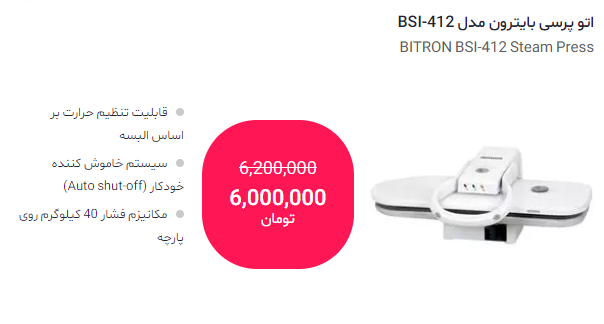 اتو پرسی بایترون مدل BSI-412
BITRON BSI-412 Steam Press
قابلیت تنظیم حرارت بر
اساس البسه
سیستم خاموش کننده
خودکار (Auto shut-off)
مکانیزم فشار 40 کیلوگرم روی
پارچه
6,200,000
6,000,000
تومان